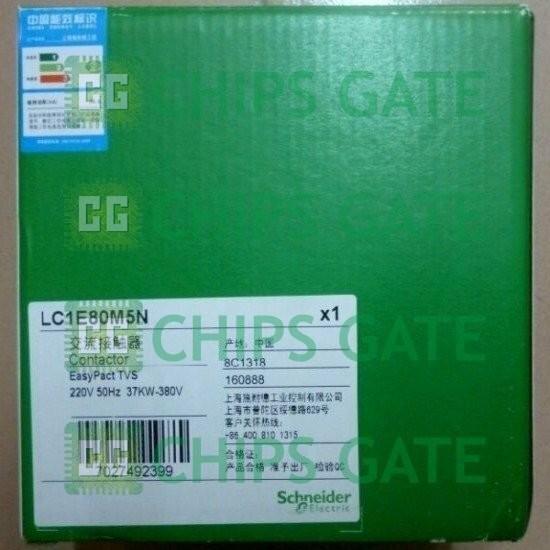 中国能效标识
CHIPS GATE
CHIPS GATE
CHIPS GATE
CHIPS GATE
LC1E80M5N x1
交流接触器
Contactor
EasyPact TVS
220V 50Hz 37KW-380V
7027492399
产地: 中国
8C1318
160888
上海施耐德工业控制有限公司
上海市普陀区绥德路629号
客户关怀热线:
+86 400 810 1315
合格证:
产品合格 准予出厂 检验QC
Schneider
Electric